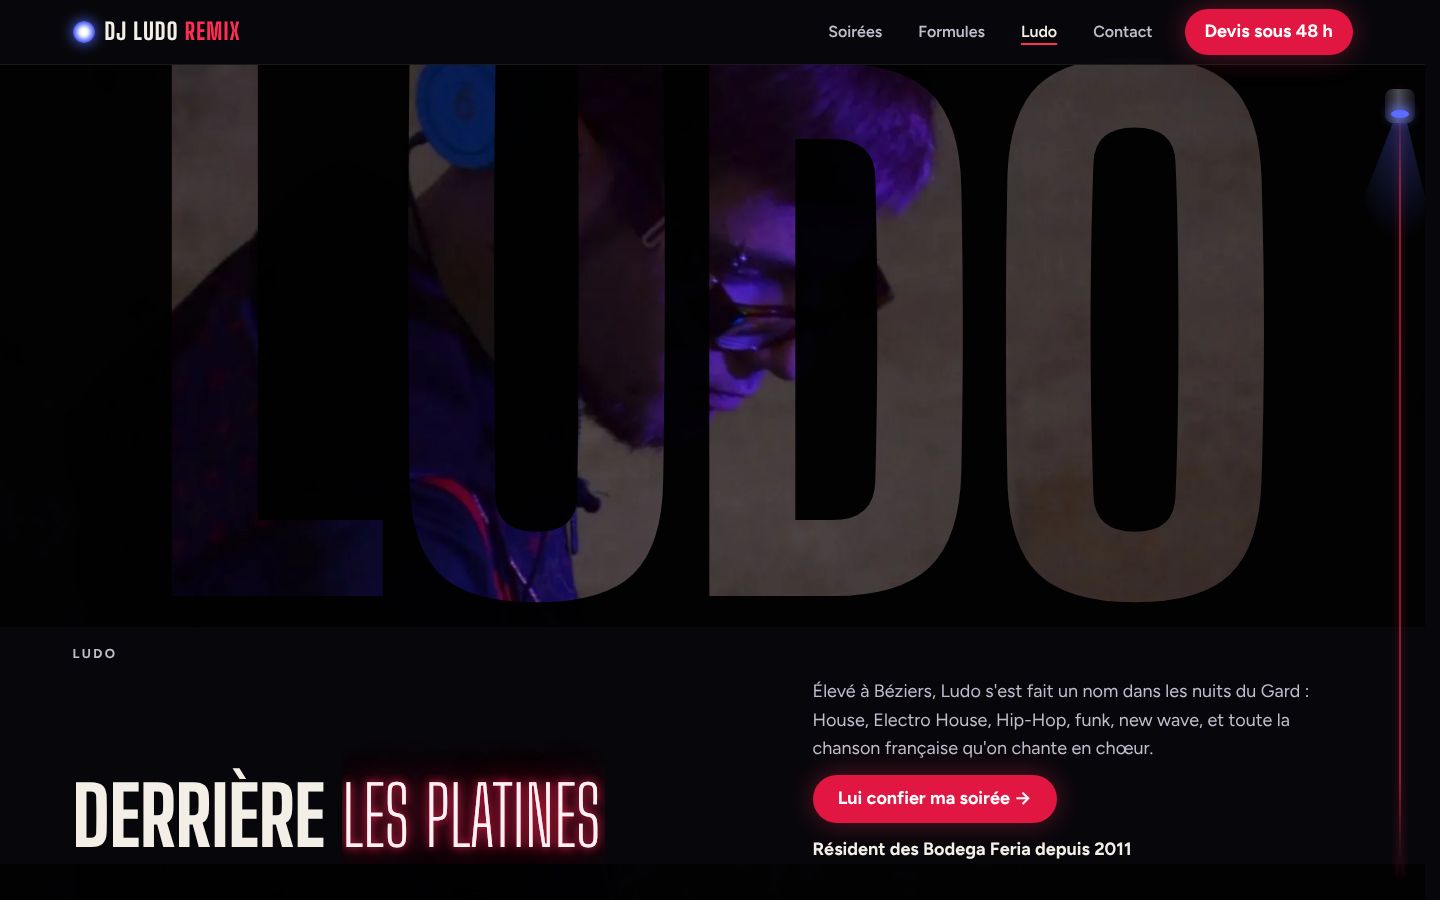 DJ LUDO REMIX
Soirées
Formules
Ludo
Contact
Devis sous 48 h
LUDO
LUDO
Élevé à Béziers, Ludo s'est fait un nom dans les nuits du Gard :
House, Electro House, Hip-Hop, funk, new wave, et toute la
chanson française qu'on chante en chœur.
DERRIÈRE LES PLATINES
Lui confier ma soirée →
Résident des Bodega Feria depuis 2011